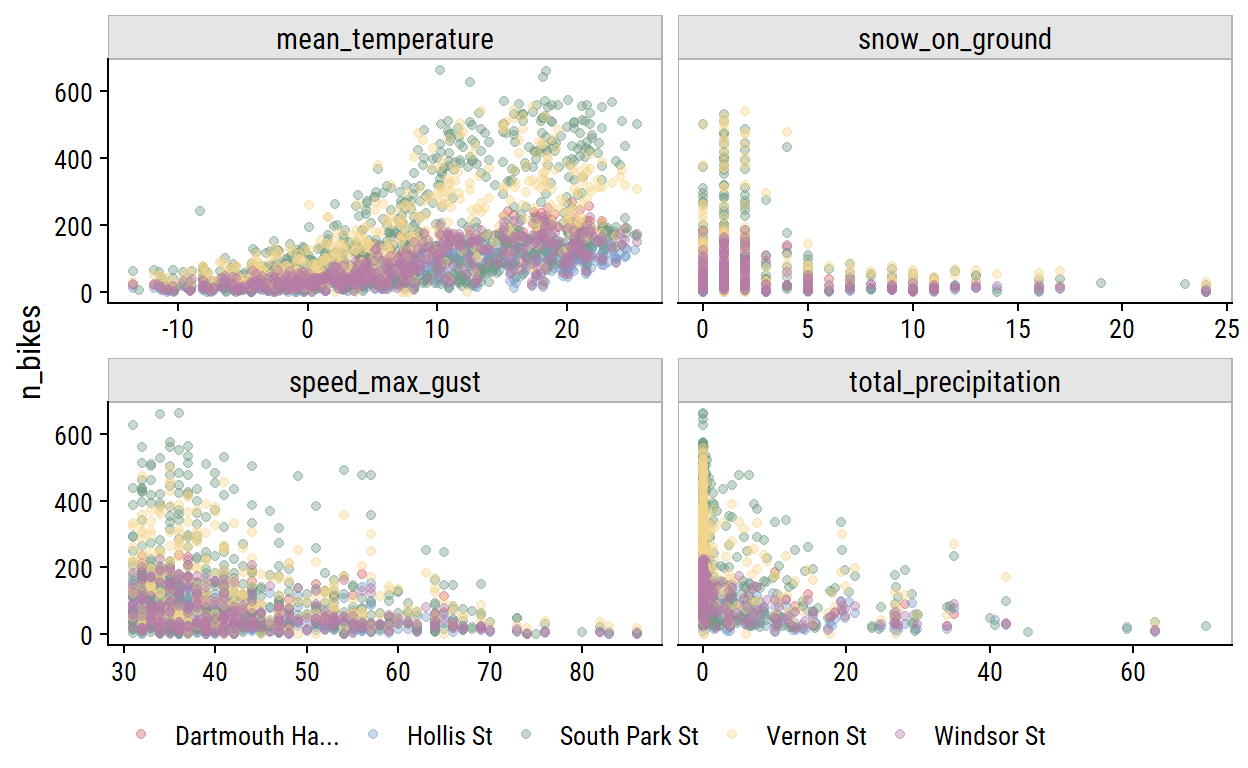 mean_temperature
snow_on_ground
600
400
200
0
-10
0
10
20
0
5
10
15
20
25
n_bikes
speed_max_gust
total_precipitation
600
400
200
0
30
40
50
60
70
80
0
20
40
60
Dartmouth Ha...
Hollis St
South Park St
Vernon St
Windsor St